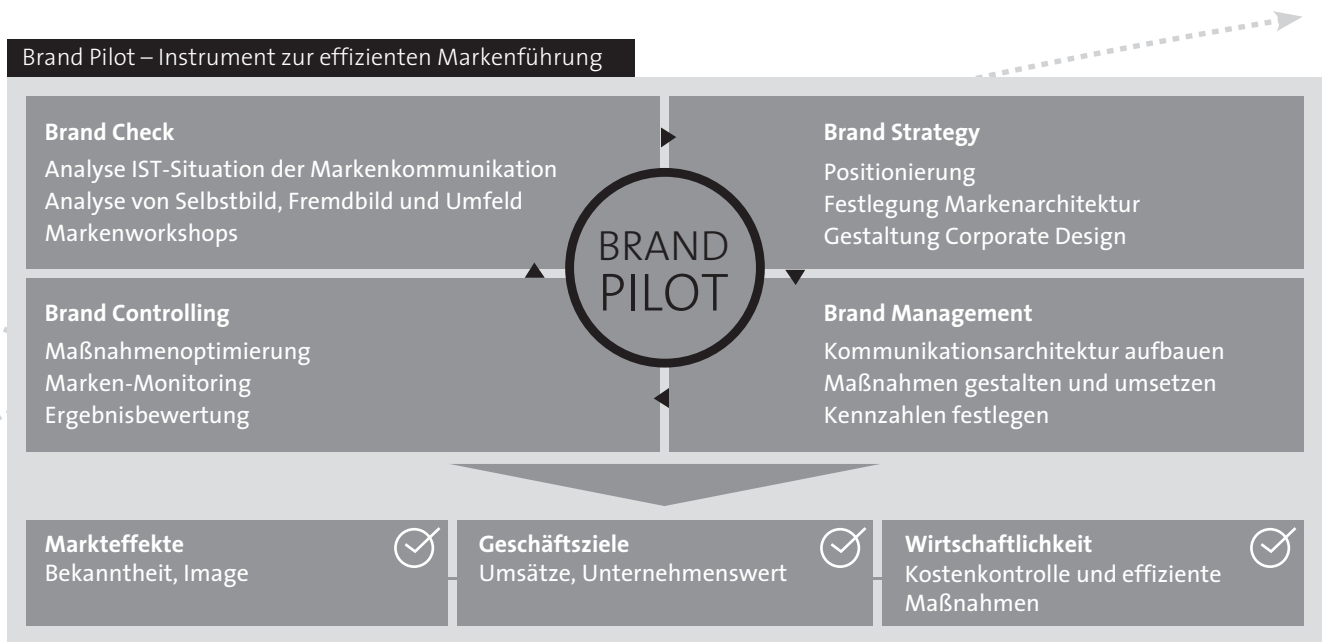 Brand Pilot – Instrument zur effizienten Markenführung
Brand Check
Analyse IST-Situation der Markenkommunikation
Analyse von Selbstbild, Fremdbild und Umfeld
Markenworkshops
Brand Strategy
Positionierung
Festlegung Markenarchitektur
Gestaltung Corporate Design
BRAND
PILOT
Brand Controlling
Maßnahmenoptimierung
Marken-Monitoring
Ergebnisbewertung
Brand Management
Kommunikationsarchitektur aufbauen
Maßnahmen gestalten und umsetzen
Kennzahlen festlegen
Markteffekte
Bekanntheit, Image
Geschäftsziele
Umsätze, Unternehmenswert
Wirtschaftlichkeit
Kostenkontrolle und effiziente
Maßnahmen